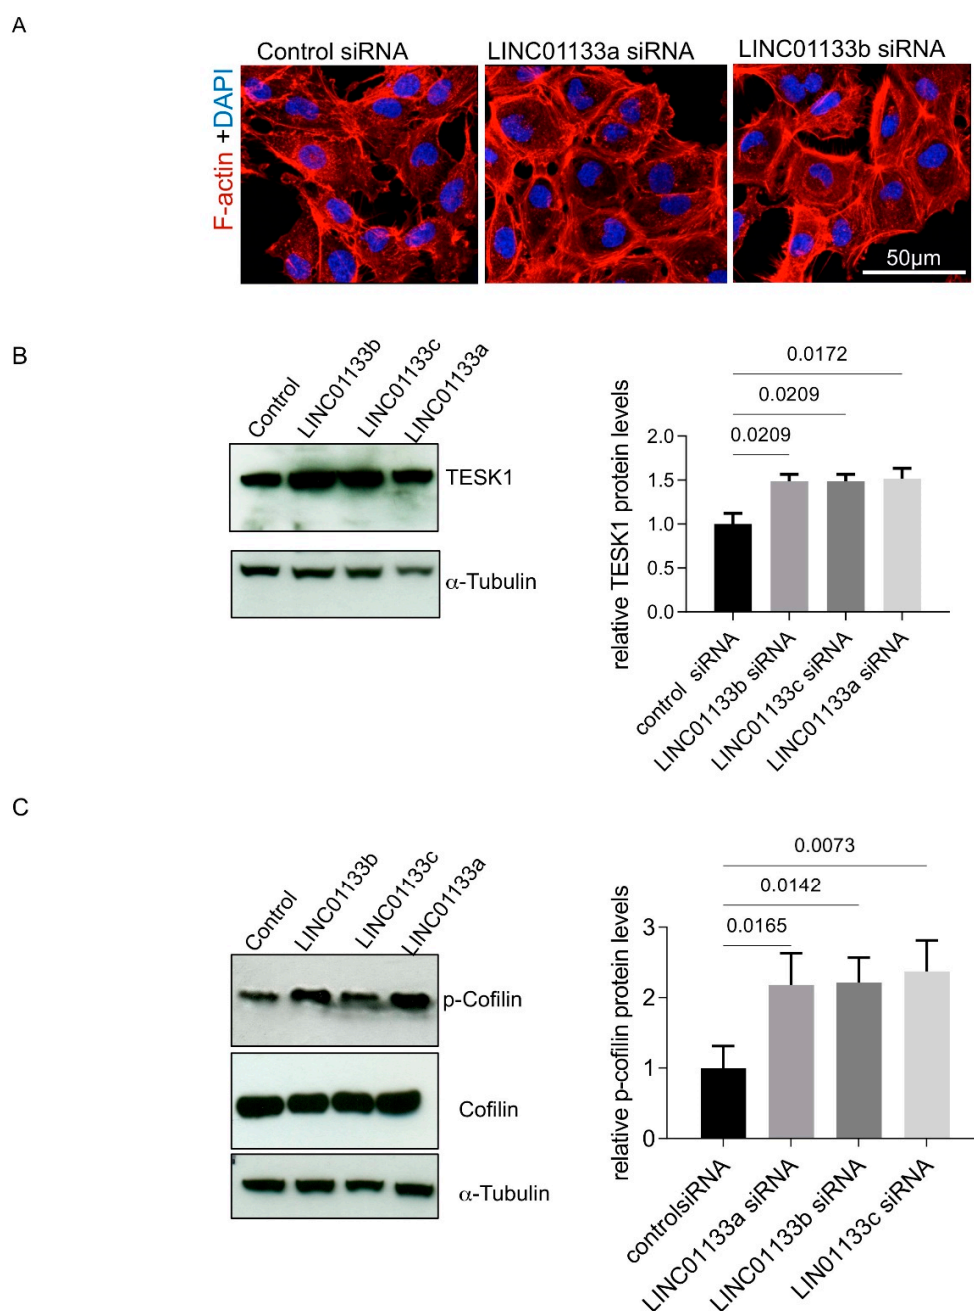 A
Control siRNA
LINC01133a siRNA
LINC01133b siRNA
F-actin +DAPI
50µm
B
Control
LINC01133b
LINC01133c
LINC01133a
TESK1
α-Tubulin
relative TESK1 protein levels
0.0172
0.0209
0.0209
2.0
1.5
1.0
0.5
0.0
control siRNA
LINC01133b siRNA
LINC01133c siRNA
LINC01133a siRNA
C
Control
LINC01133b
LINC01133c
LINC01133a
p-Cofilin
Cofilin
α-Tubulin
relative p-cofilin protein levels
0.0073
0.0142
0.0165
3
2
1
0
controlsiRNA
LINC01133a siRNA
LINC01133b siRNA
LIN01133c siRNA